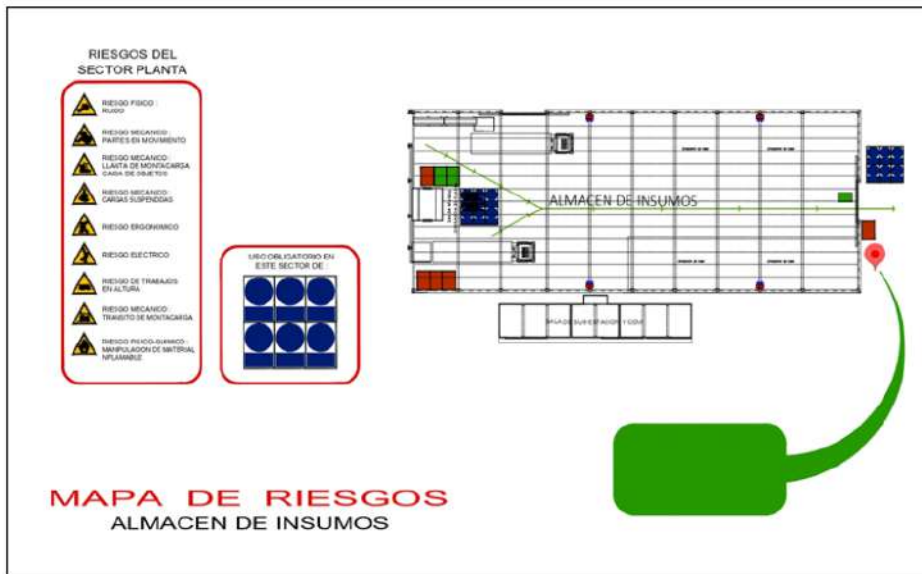 RIESGOS DEL
SECTOR PLANTA
RIESGO FISICO :
RUIDO
RIESGO MECANICO :
PARTES EN MOVIMIENTO
RIESGO MECANICO :
LLANTA DE MONTACARGA
CAIDA DE OBJETOS
RIESGO MECANICO :
CARGAS SUSPENDIDAS
RIESGO ERGONOMICO
RIESGO ELECTRICO
RIESGO DE TRABAJOS
EN ALTURA
RIESGO MECANICO :
TRANSITO DE MONTACARGA
RIESGO FISICO-QUIMICO :
MANIPULACION DE MATERIAL
INFLAMABLE
USO OBLIGATORIO EN
ESTE SECTOR DE :
ALMACEN DE INSUMOS
MAPA DE RIESGOS
ALMACEN DE INSUMOS